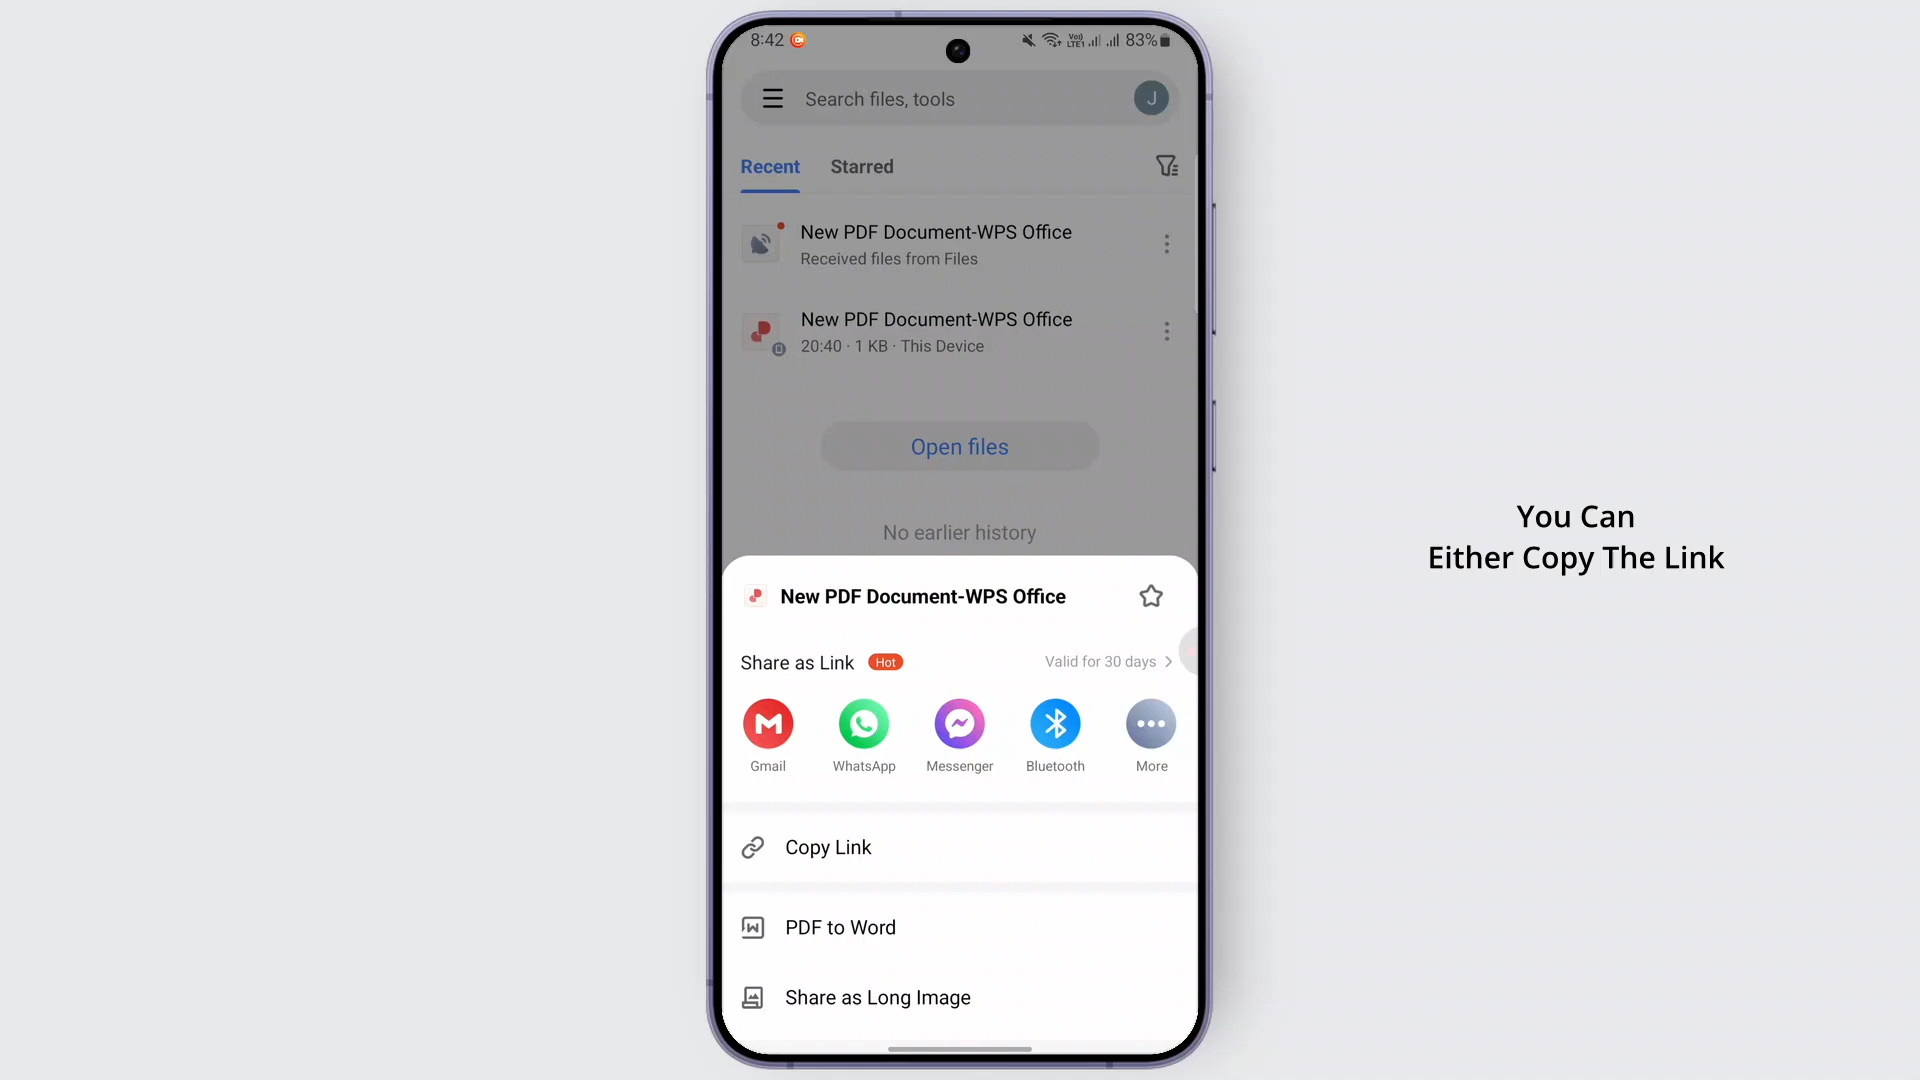 8:42
Vo)
LTE1
83%
Search files, tools
J
Recent
Starred
New PDF Document-WPS Office
Received files from Files
New PDF Document-WPS Office
20:40 · 1 KB · This Device
Open files
No earlier history
New PDF Document-WPS Office
Share as Link
Hot
Valid for 30 days
Gmail
WhatsApp
Messenger
Bluetooth
More
Copy Link
PDF to Word
Share as Long Image
You Can
Either Copy The Link